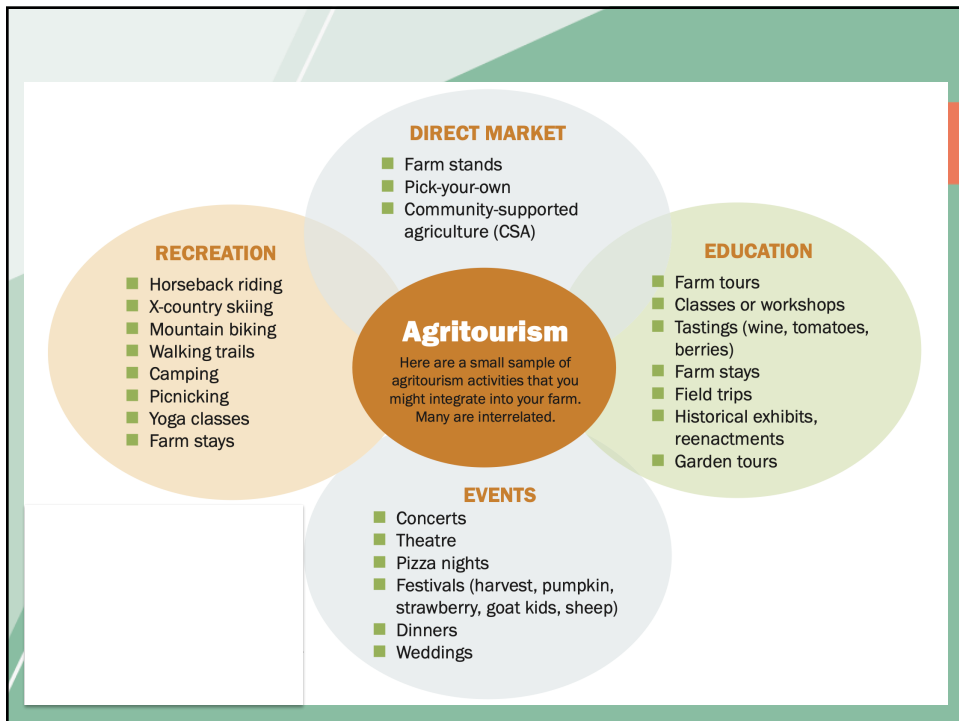 DIRECT MARKET
Farm stands
Pick-your-own
Community-supported
agriculture (CSA)
RECREATION
Horseback riding
X-country skiing
Mountain biking
Walking trails
Camping
Picnicking
Yoga classes
Farm stays
Agritourism
Here are a small sample of
agritourism activities that you
might integrate into your farm.
Many are interrelated.
EDUCATION
Farm tours
Classes or workshops
Tastings (wine, tomatoes,
berries)
Farm stays
Field trips
Historical exhibits,
reenactments
Garden tours
EVENTS
Concerts
Theatre
Pizza nights
Festivals (harvest, pumpkin,
strawberry, goat kids, sheep)
Dinners
Weddings